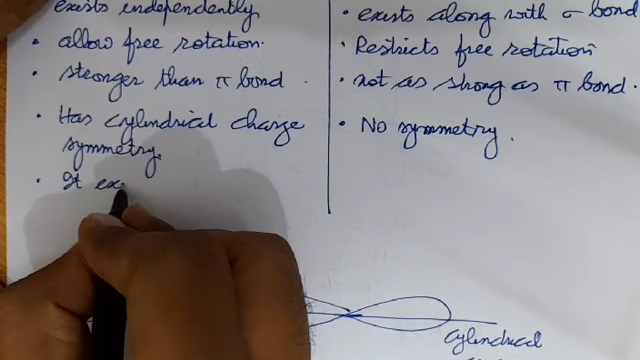 exists independently
• allow free rotation.
• stronger than π bond
• Has cylindrical charge
symmetry.
• It ex
• exists along with σ bond
• Restricts free rotation
• not as strong as π bond.
• No symmetry.
cylindrical